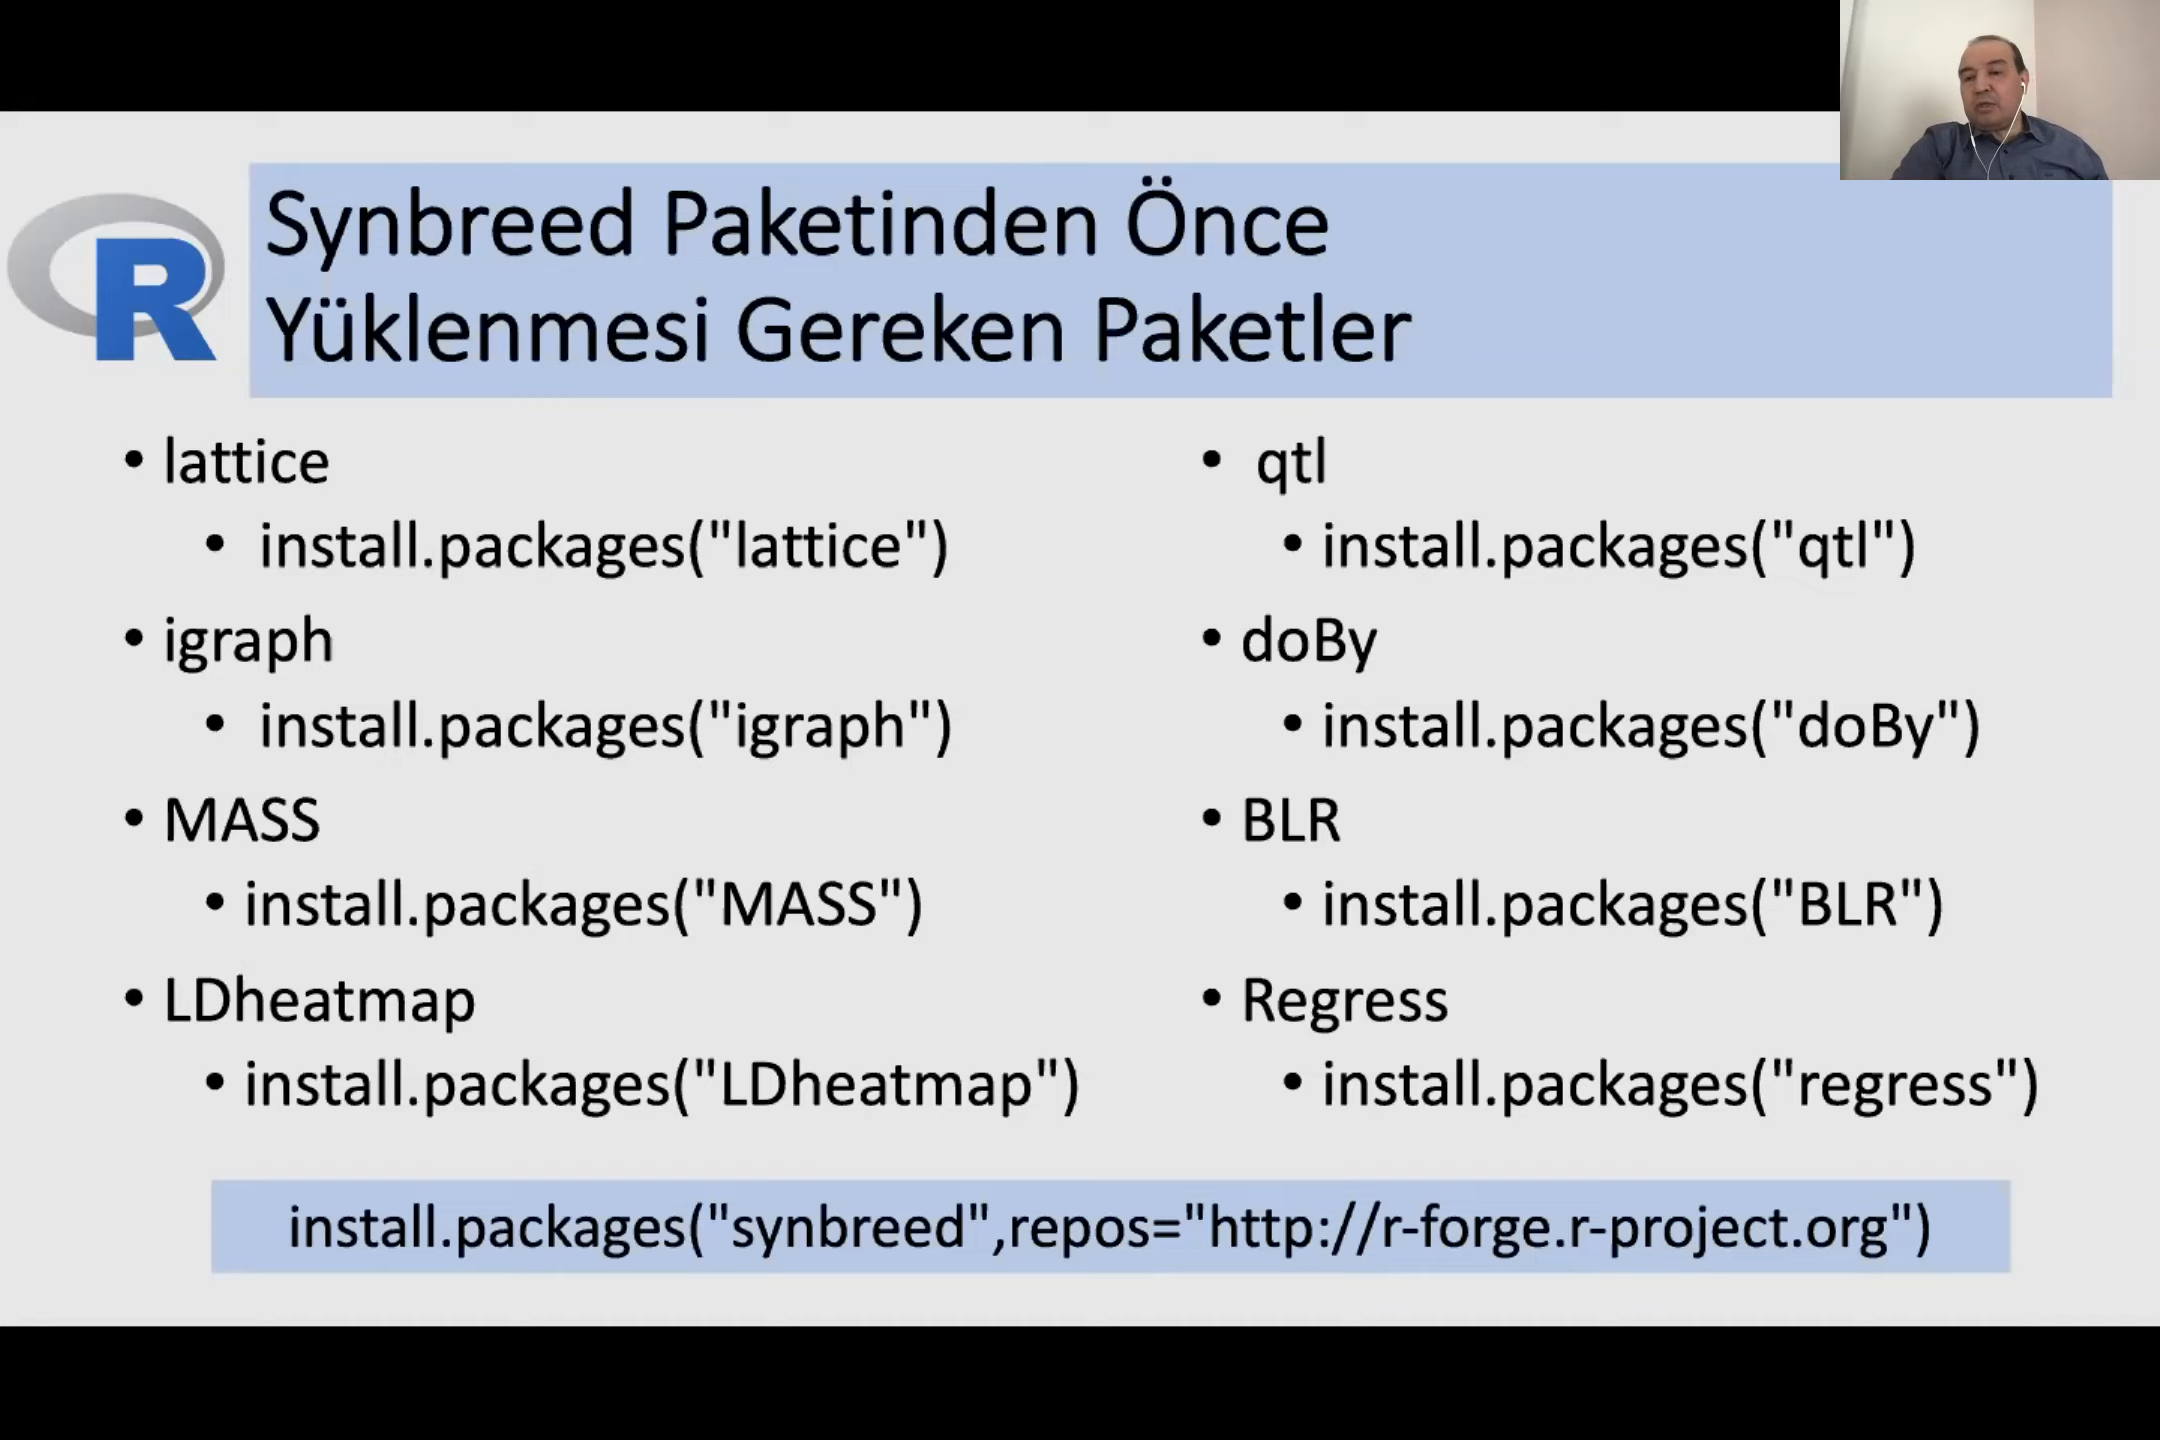 R
Synbreed Paketinden Önce
Yüklenmesi Gereken Paketler
• lattice
• install.packages("lattice")
• igraph
• install.packages("igraph")
• MASS
• install.packages("MASS")
• LDheatmap
• install.packages("LDheatmap")
• qtl
• install.packages("qtl")
• doBy
• install.packages("doBy")
• BLR
• install.packages("BLR")
• Regress
• install.packages("regress")
install.packages("synbreed",repos="http://r-forge.r-project.org")